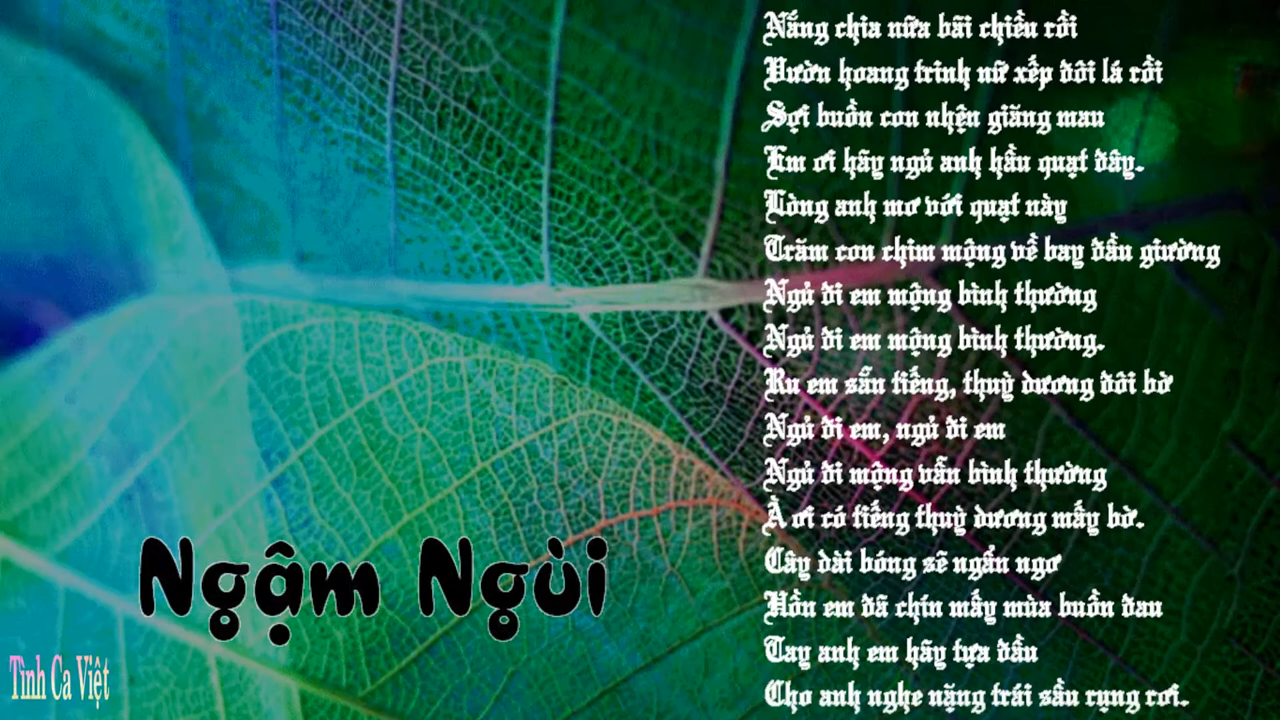 Nắng chia nữa bãi chiều rồi
Vườn hoang trinh nữ xếp đôi lá rồi
Sợi buồn con nhện giăng mau
Em ơi hãy ngủ anh hầu quạt đây.
Lòng anh mơ với quạt này
Trăm con chim mộng về bay đầu giường
Ngủ đi em mộng bình thường
Ngủ đi em mộng bình thường.
Ru em sẵn tiếng, thuỳ dương đôi bờ
Ngủ đi em, ngủ đi em
Ngủ đi mộng vẫn bình thường
À ơi có tiếng thuỳ dương mấy bờ.
Cây dài bóng sẽ ngẩn ngơ
Hồn em đã chín mấy mùa buồn đau
Tay anh em hãy tựa đầu
Cho anh nghe nặng trái sầu rụng rơi.
Ngậm Ngùi
Tình Ca Việt